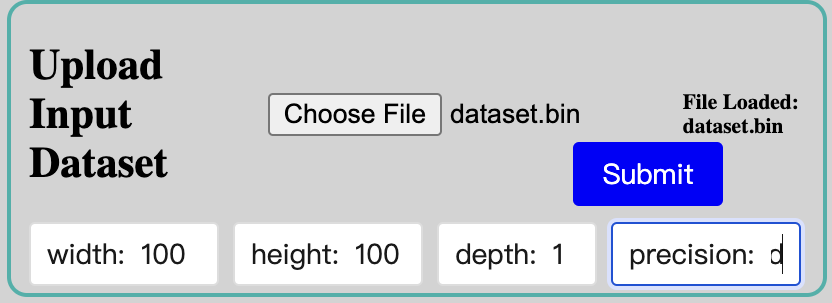 Upload
Input
Dataset
Choose File dataset.bin
File Loaded:
dataset.bin
Submit
width: 100
height: 100
depth: 1
precision: d